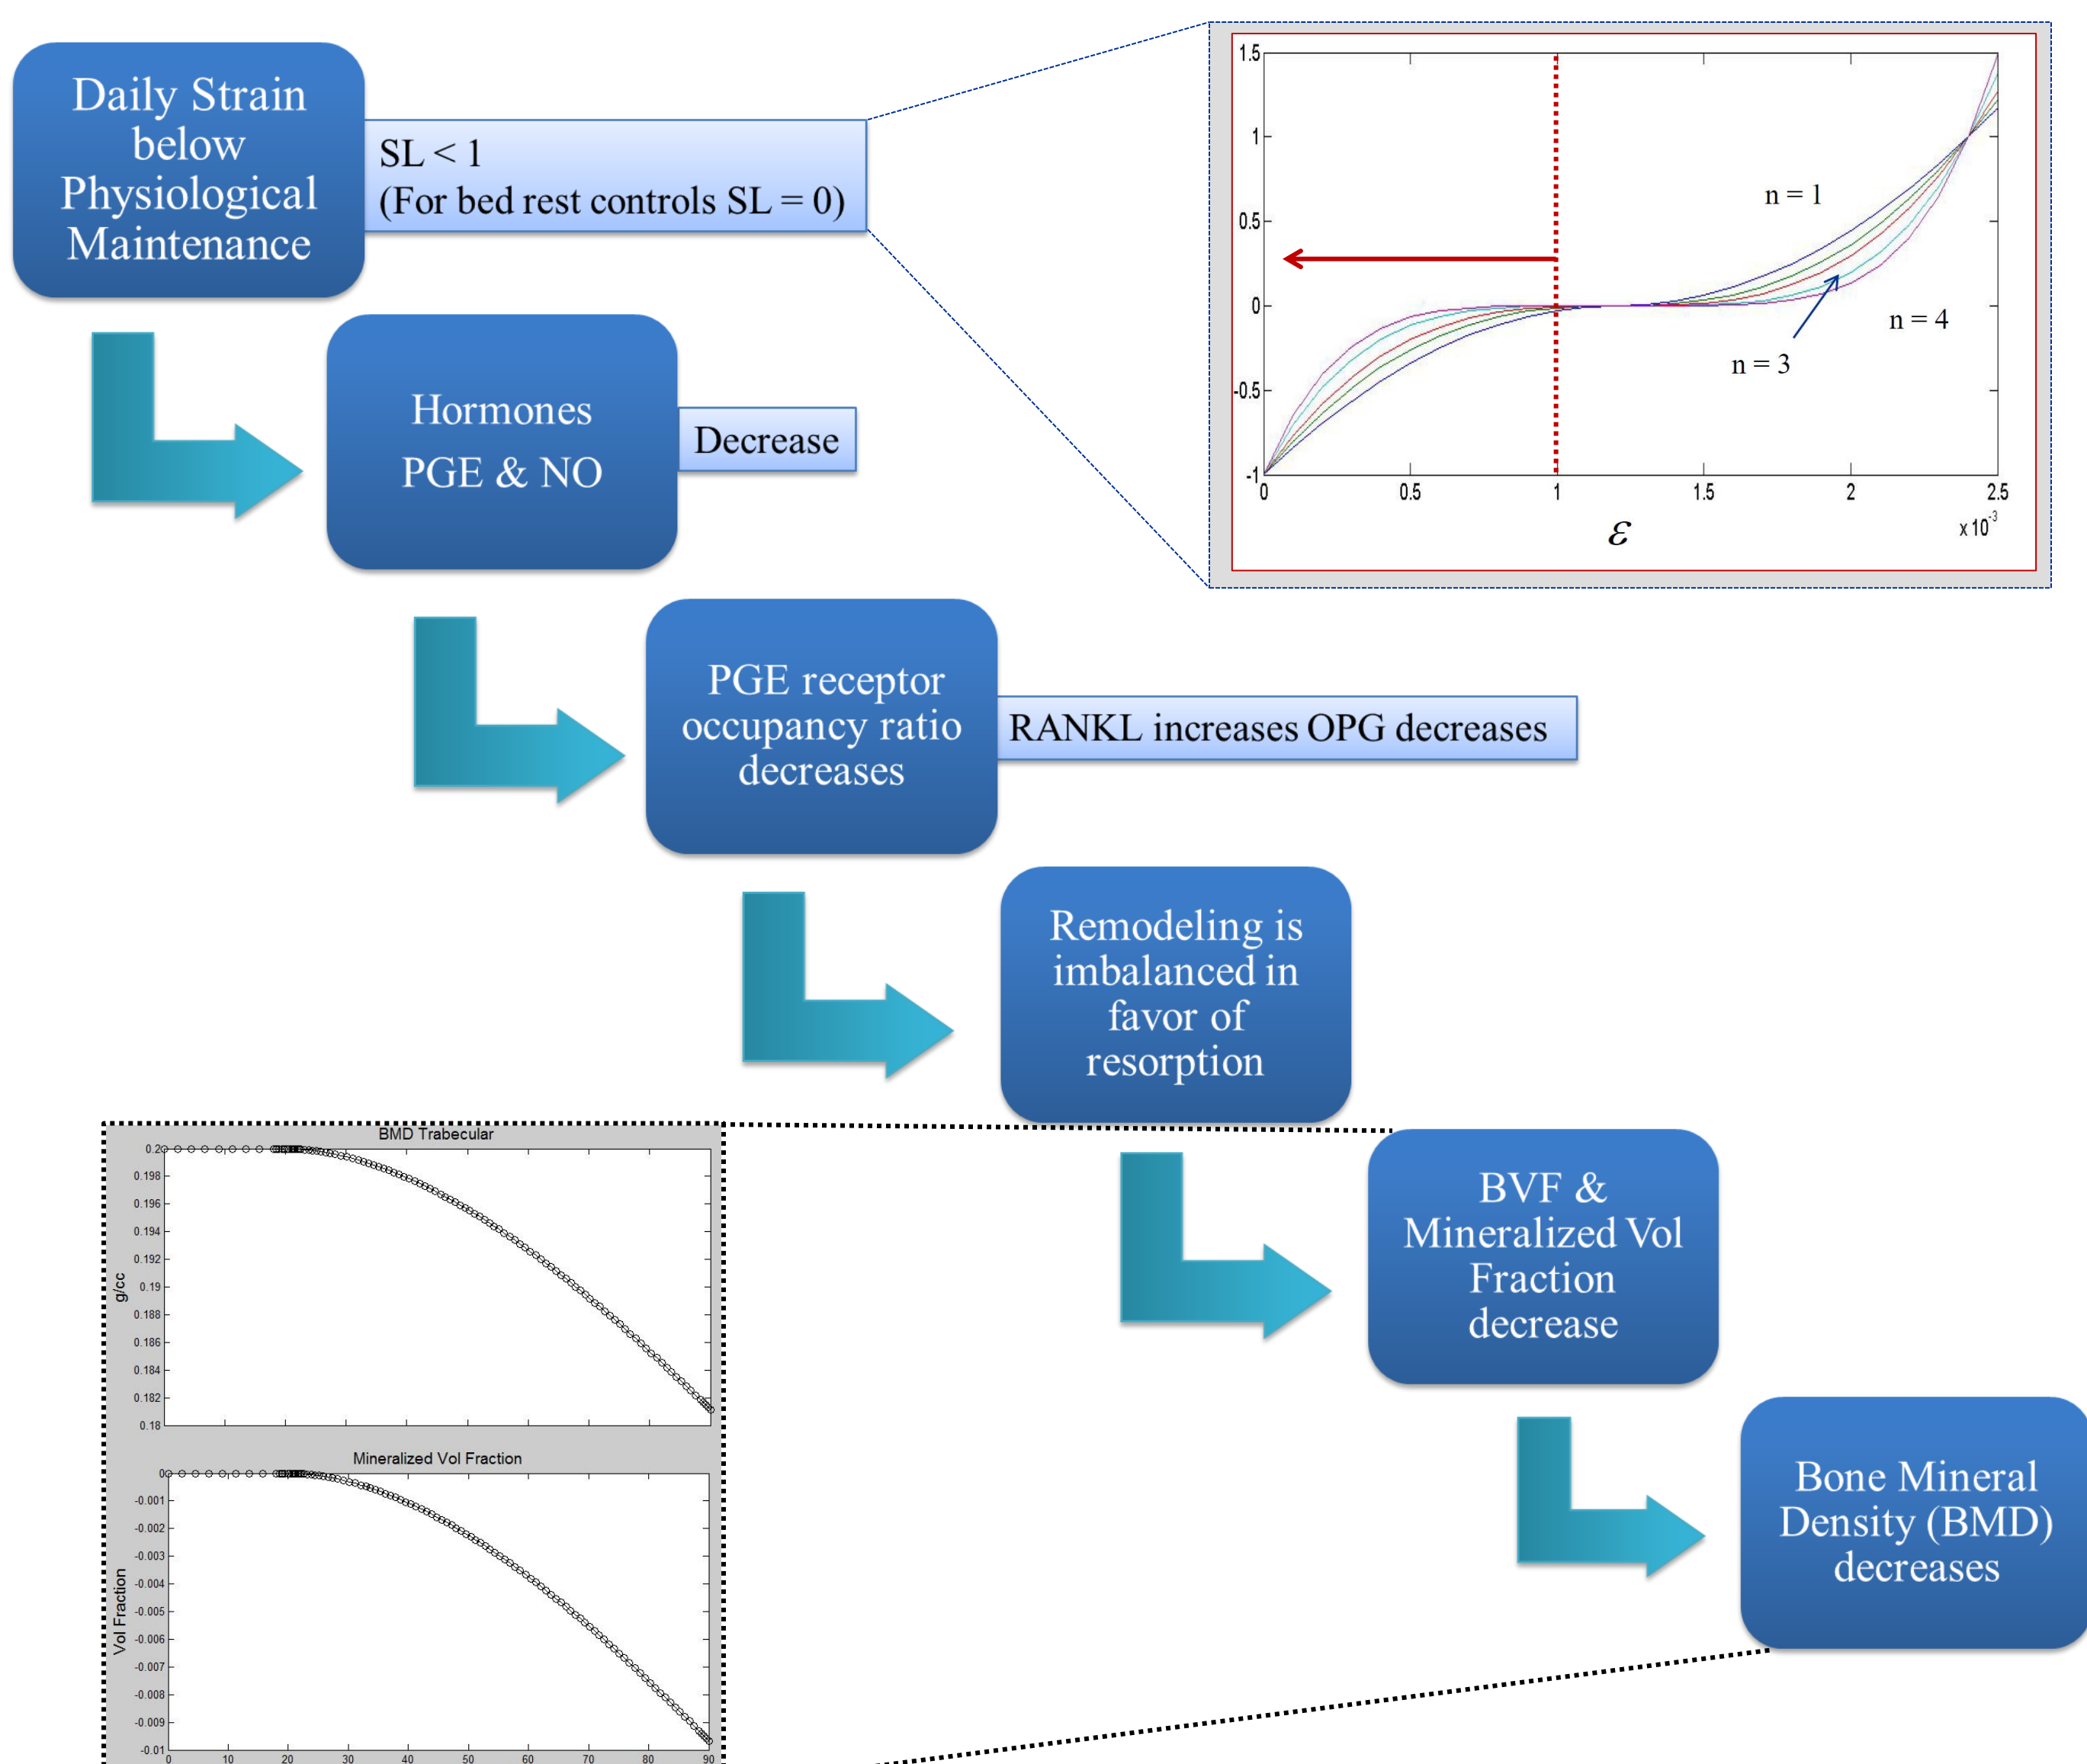 Daily Strain
below
Physiological
Maintenance
SL < 1
(For bed rest controls SL = 0)
1.5
1
0.5
0
-0.5
-1
0
0.5
1
1.5
2
2.5
x 10⁻³
ε
n = 1
n = 4
n = 3
Hormones
PGE & NO
Decrease
PGE receptor
occupancy ratio
decreases
RANKL increases OPG decreases
Remodeling is
imbalanced in
favor of
resorption
BVF &
Mineralized Vol
Fraction
decrease
Bone Mineral
Density (BMD)
decreases
BMD Trabecular
g/cc
0.2
0.198
0.196
0.194
0.192
0.19
0.188
0.186
0.184
0.182
0.18
Mineralized Vol Fraction
Vol Fraction
0
-0.001
-0.002
-0.003
-0.004
-0.005
-0.006
-0.007
-0.008
-0.009
-0.01
0
10
20
30
40
50
60
70
80
90